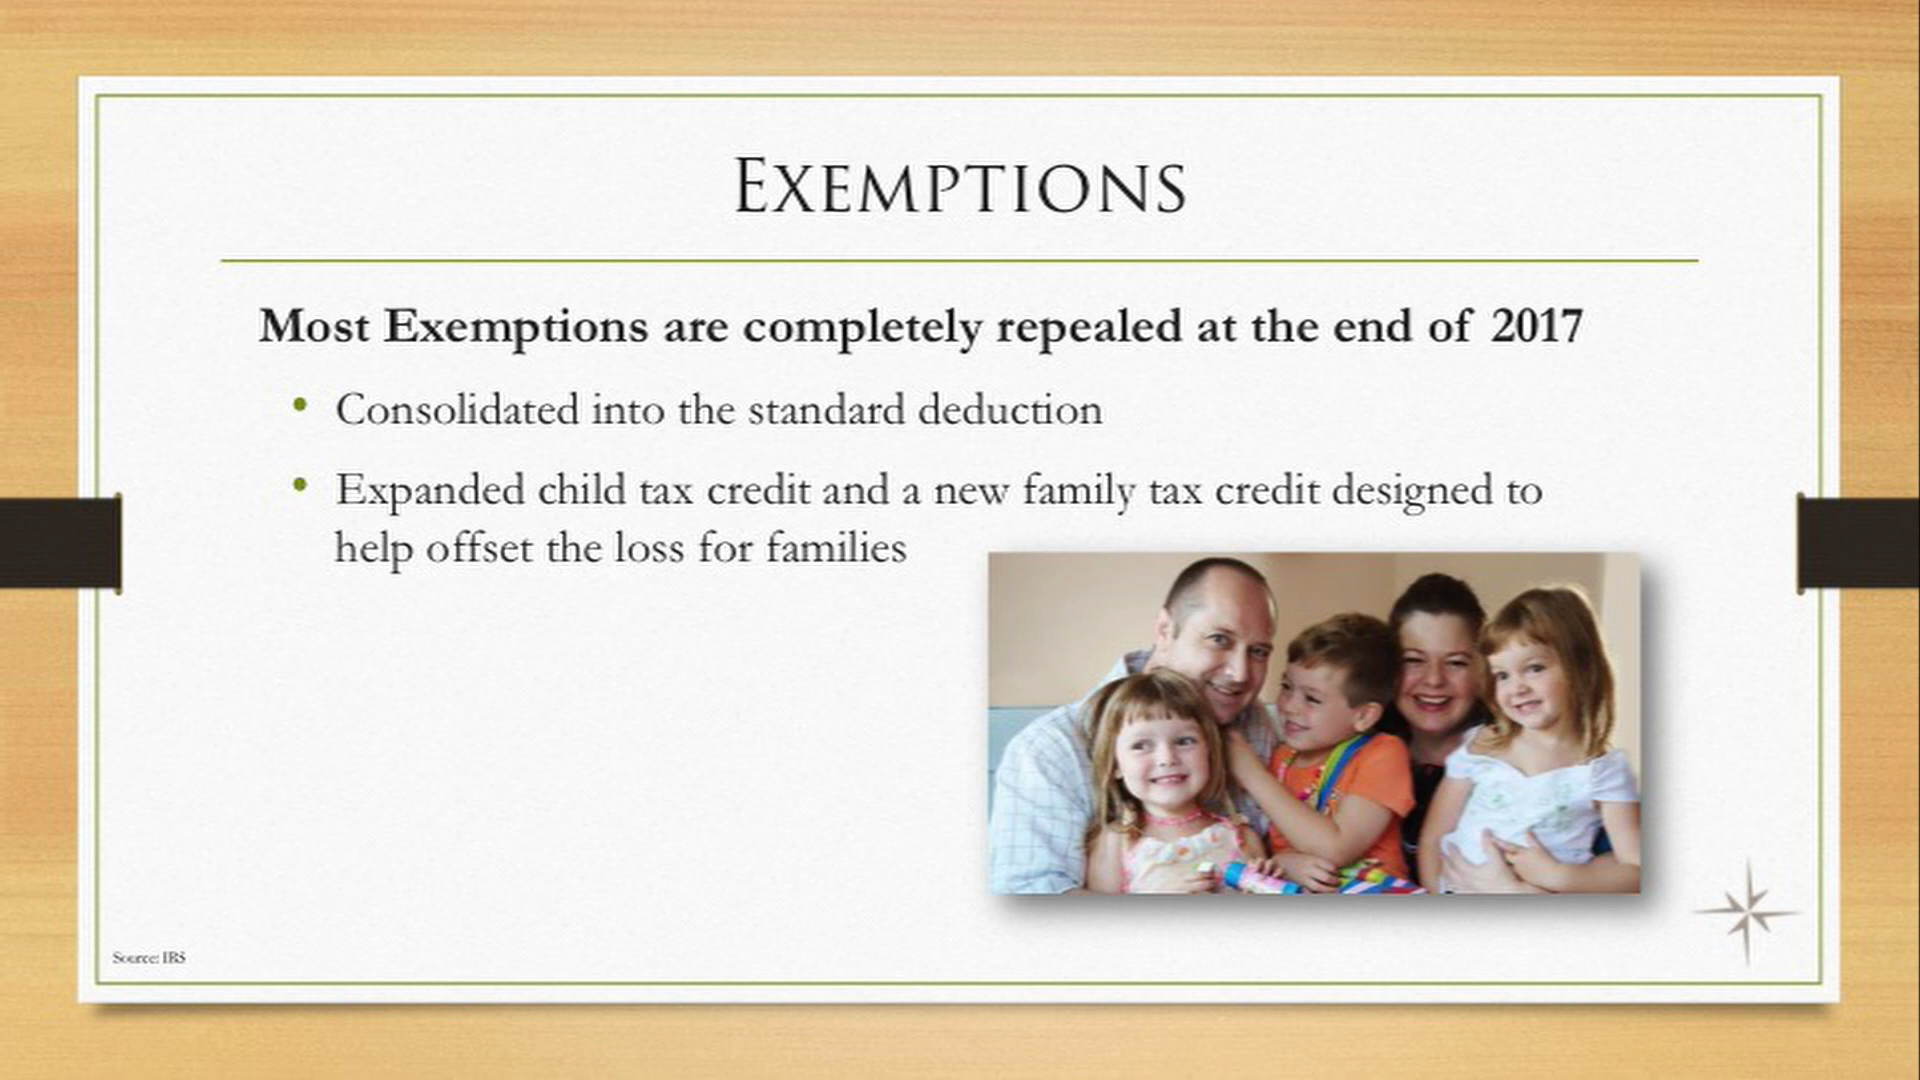 EXEMPTIONS
Most Exemptions are completely repealed at the end of 2017
• Consolidated into the standard deduction
• Expanded child tax credit and a new family tax credit designed to
help offset the loss for families
Source: IRS